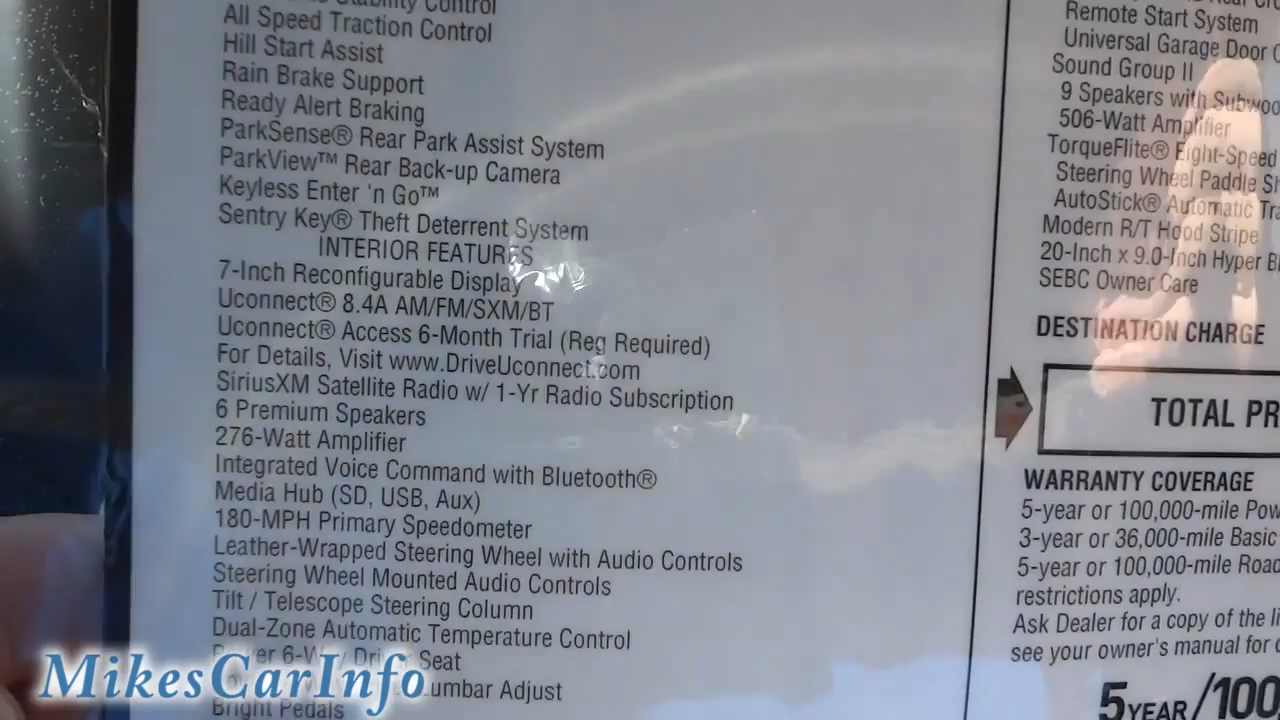 Stability Control
All Speed Traction Control
Hill Start Assist
Rain Brake Support
Ready Alert Braking
ParkSense® Rear Park Assist System
ParkView™ Rear Back-up Camera
Keyless Enter 'n Go™
Sentry Key® Theft Deterrent System
INTERIOR FEATURES
7-Inch Reconfigurable Display
Uconnect® 8.4A AM/FM/SXM/BT
Uconnect® Access 6-Month Trial (Reg Required)
For Details, Visit www.DriveUconnect.com
SiriusXM Satellite Radio w/ 1-Yr Radio Subscription
6 Premium Speakers
276-Watt Amplifier
Integrated Voice Command with Bluetooth®
Media Hub (SD, USB, Aux)
180-MPH Primary Speedometer
Leather-Wrapped Steering Wheel with Audio Controls
Steering Wheel Mounted Audio Controls
Tilt / Telescope Steering Column
Dual-Zone Automatic Temperature Control
Power 6-Way Driver Seat
Lumbar Adjust
Bright Pedals
Remote Start System
Universal Garage Door
Sound Group II
9 Speakers with
506-Watt Amplifier
TorqueFlite® Eight-Speed
Steering Wheel Paddle
AutoStick® Automatic
Modern R/T Hood Stripe
20-Inch x 9.0-Inch Hyper
SEBC Owner Care
DESTINATION CHARGE
TOTAL
WARRANTY COVERAGE
5-year or 100,000-mile
3-year or 36,000-mile Basic
5-year or 100,000-mile
restrictions apply.
Ask Dealer for a copy of the
see your owner's manual for
5YEAR/100
MikesCarInfo